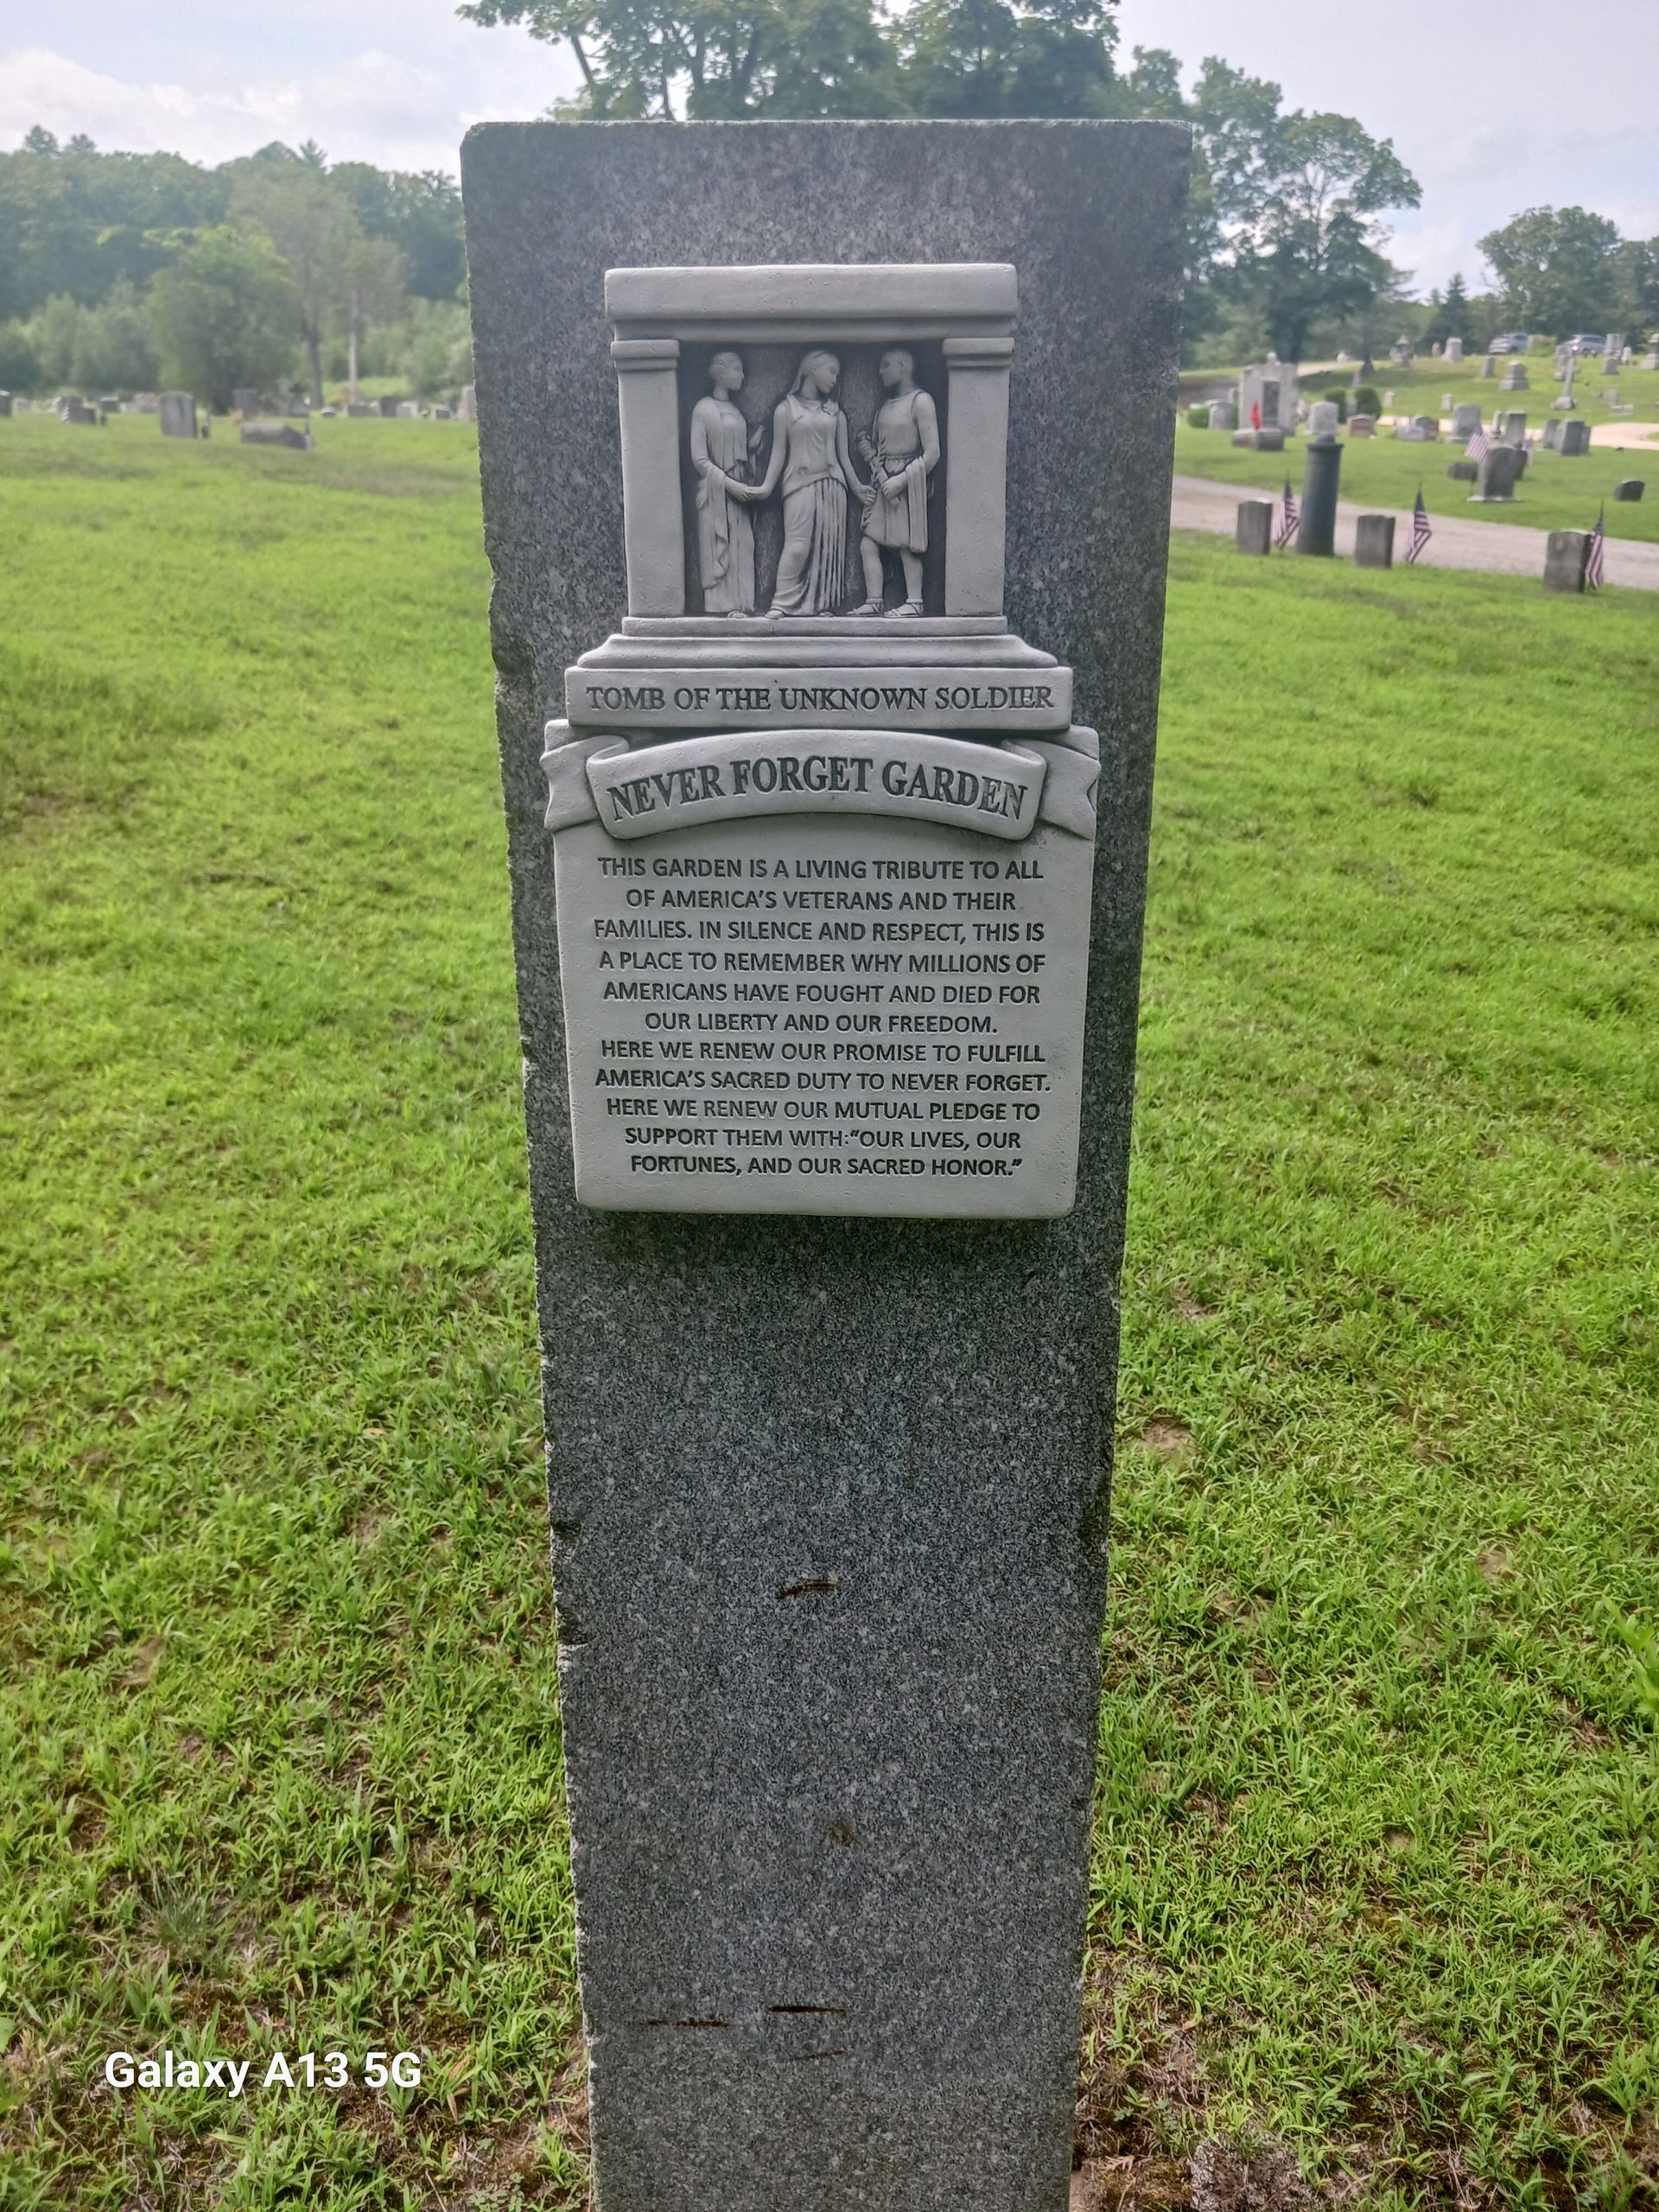 TOMB OF THE UNKNOWN SOLDIER
NEVER FORGET GARDEN
THIS GARDEN IS A LIVING TRIBUTE TO ALL
OF AMERICA'S VETERANS AND THEIR
FAMILIES. IN SILENCE AND RESPECT, THIS IS
A PLACE TO REMEMBER WHY MILLIONS OF
AMERICANS HAVE FOUGHT AND DIED FOR
OUR LIBERTY AND OUR FREEDOM.
HERE WE RENEW OUR PROMISE TO FULFILL
AMERICA'S SACRED DUTY TO NEVER FORGET.
HERE WE RENEW OUR MUTUAL PLEDGE TO
SUPPORT THEM WITH:"OUR LIVES, OUR
FORTUNES, AND OUR SACRED HONOR."
Galaxy A13 5G